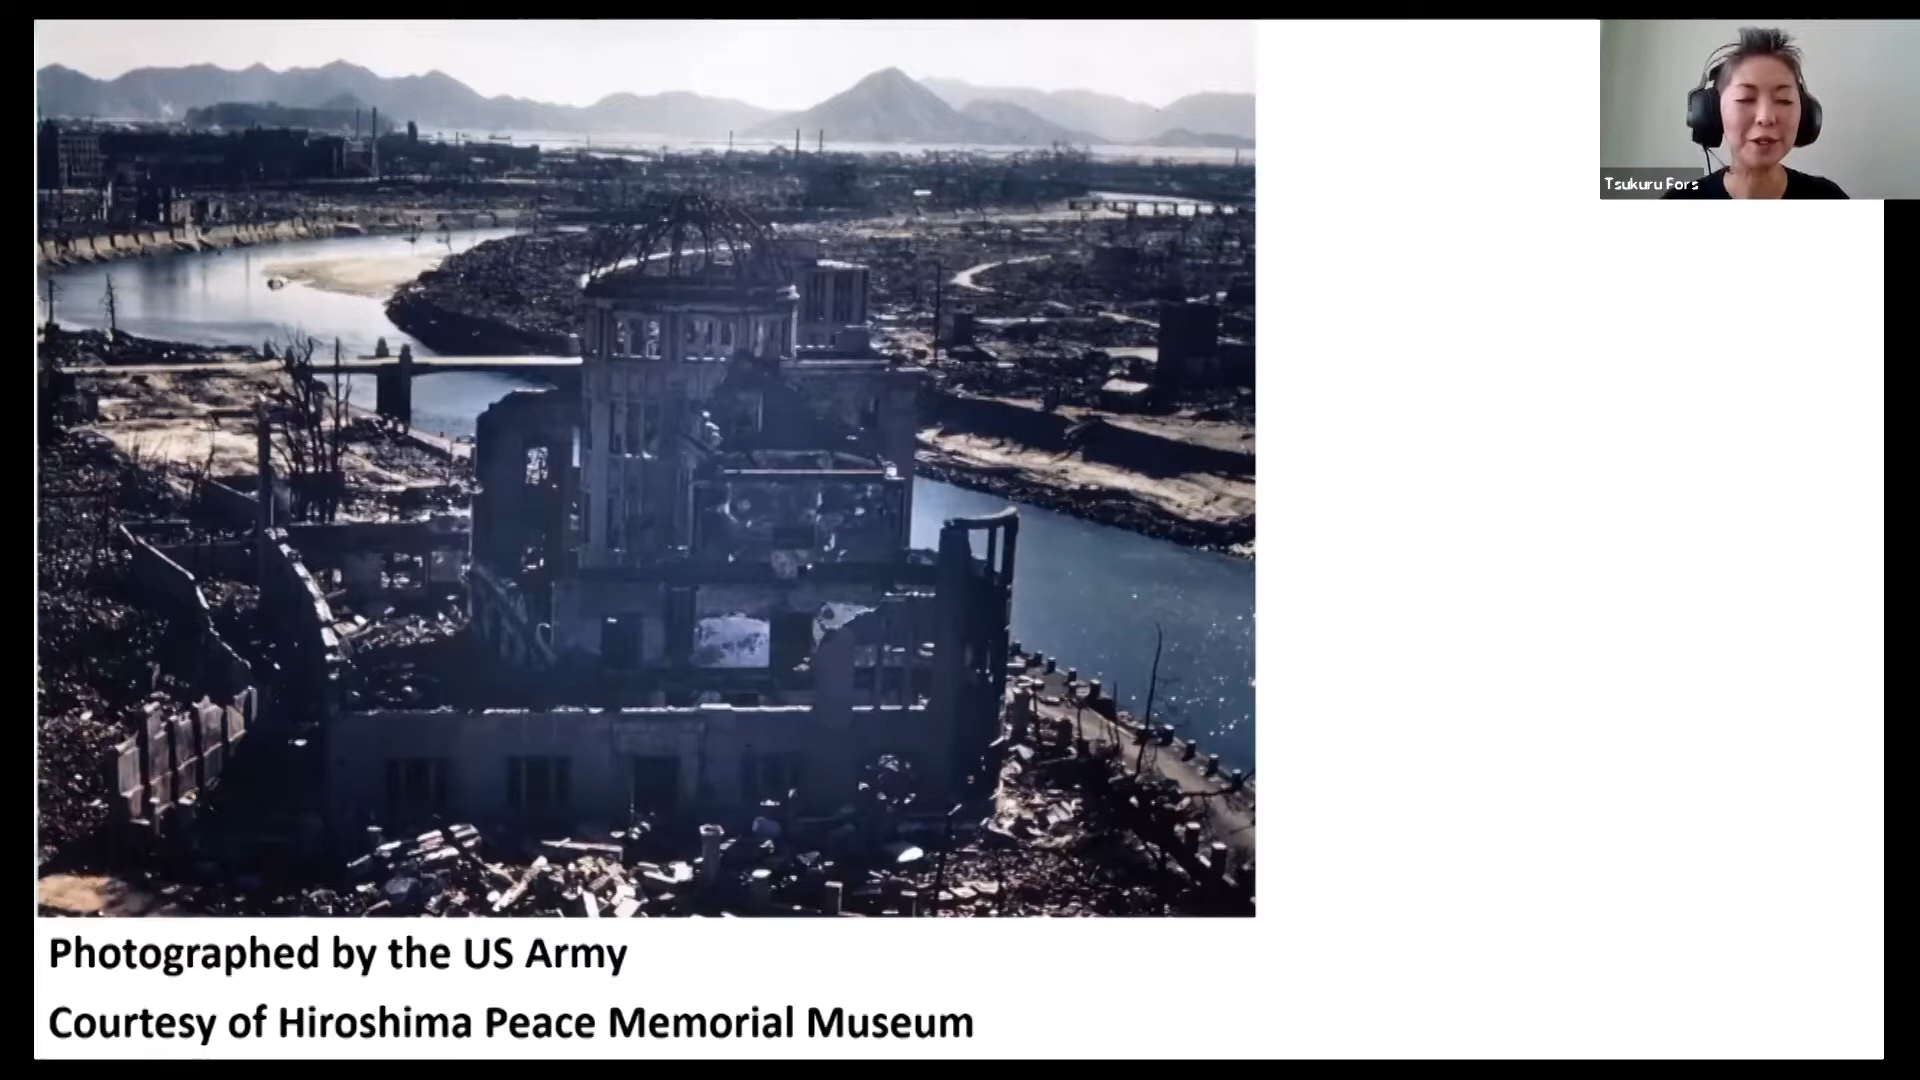 Tsukuru Fors
Photographed by the US Army
Courtesy of Hiroshima Peace Memorial Museum